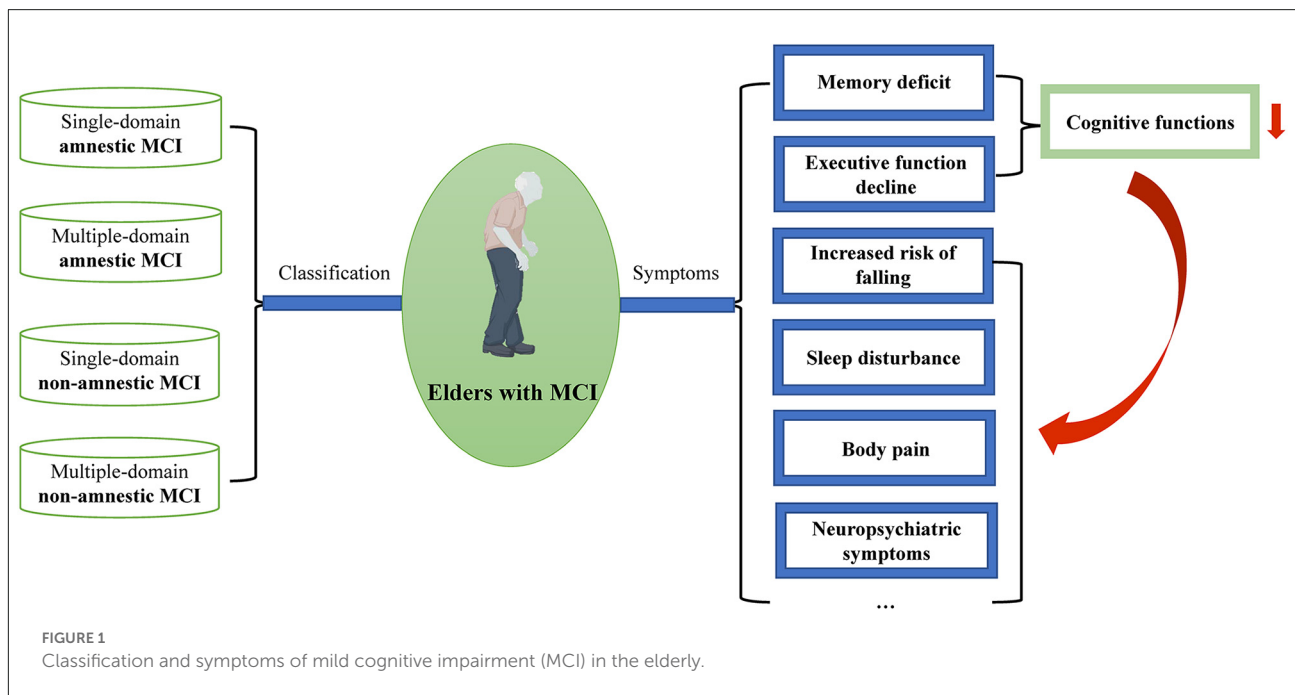 Single-domain
amnestic MCI
Multiple-domain
amnestic MCI
Single-domain
non-amnestic MCI
Multiple-domain
non-amnestic MCI
Classification
Elders with MCI
Symptoms
Memory deficit
Executive function
decline
Increased risk of
falling
Sleep disturbance
Body pain
Neuropsychiatric
symptoms
...
Cognitive functions
FIGURE 1
Classification and symptoms of mild cognitive impairment (MCI) in the elderly.